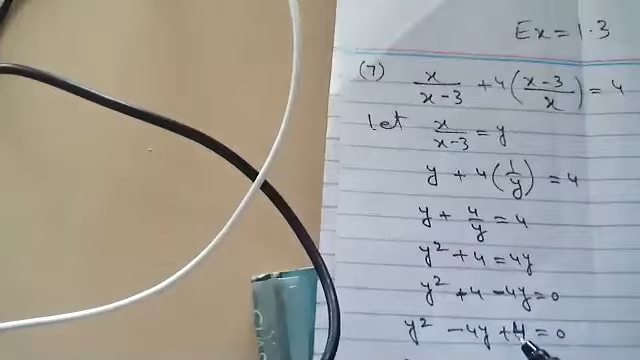 Ex = 1.3
(7) x/(x-3) + 4((x-3)/x) = 4
let x/(x-3) = y
y + 4(1/y) = 4
y + 4/y = 4
y² + 4 = 4y
y² + 4 - 4y = 0
y² - 4y + 4 = 0